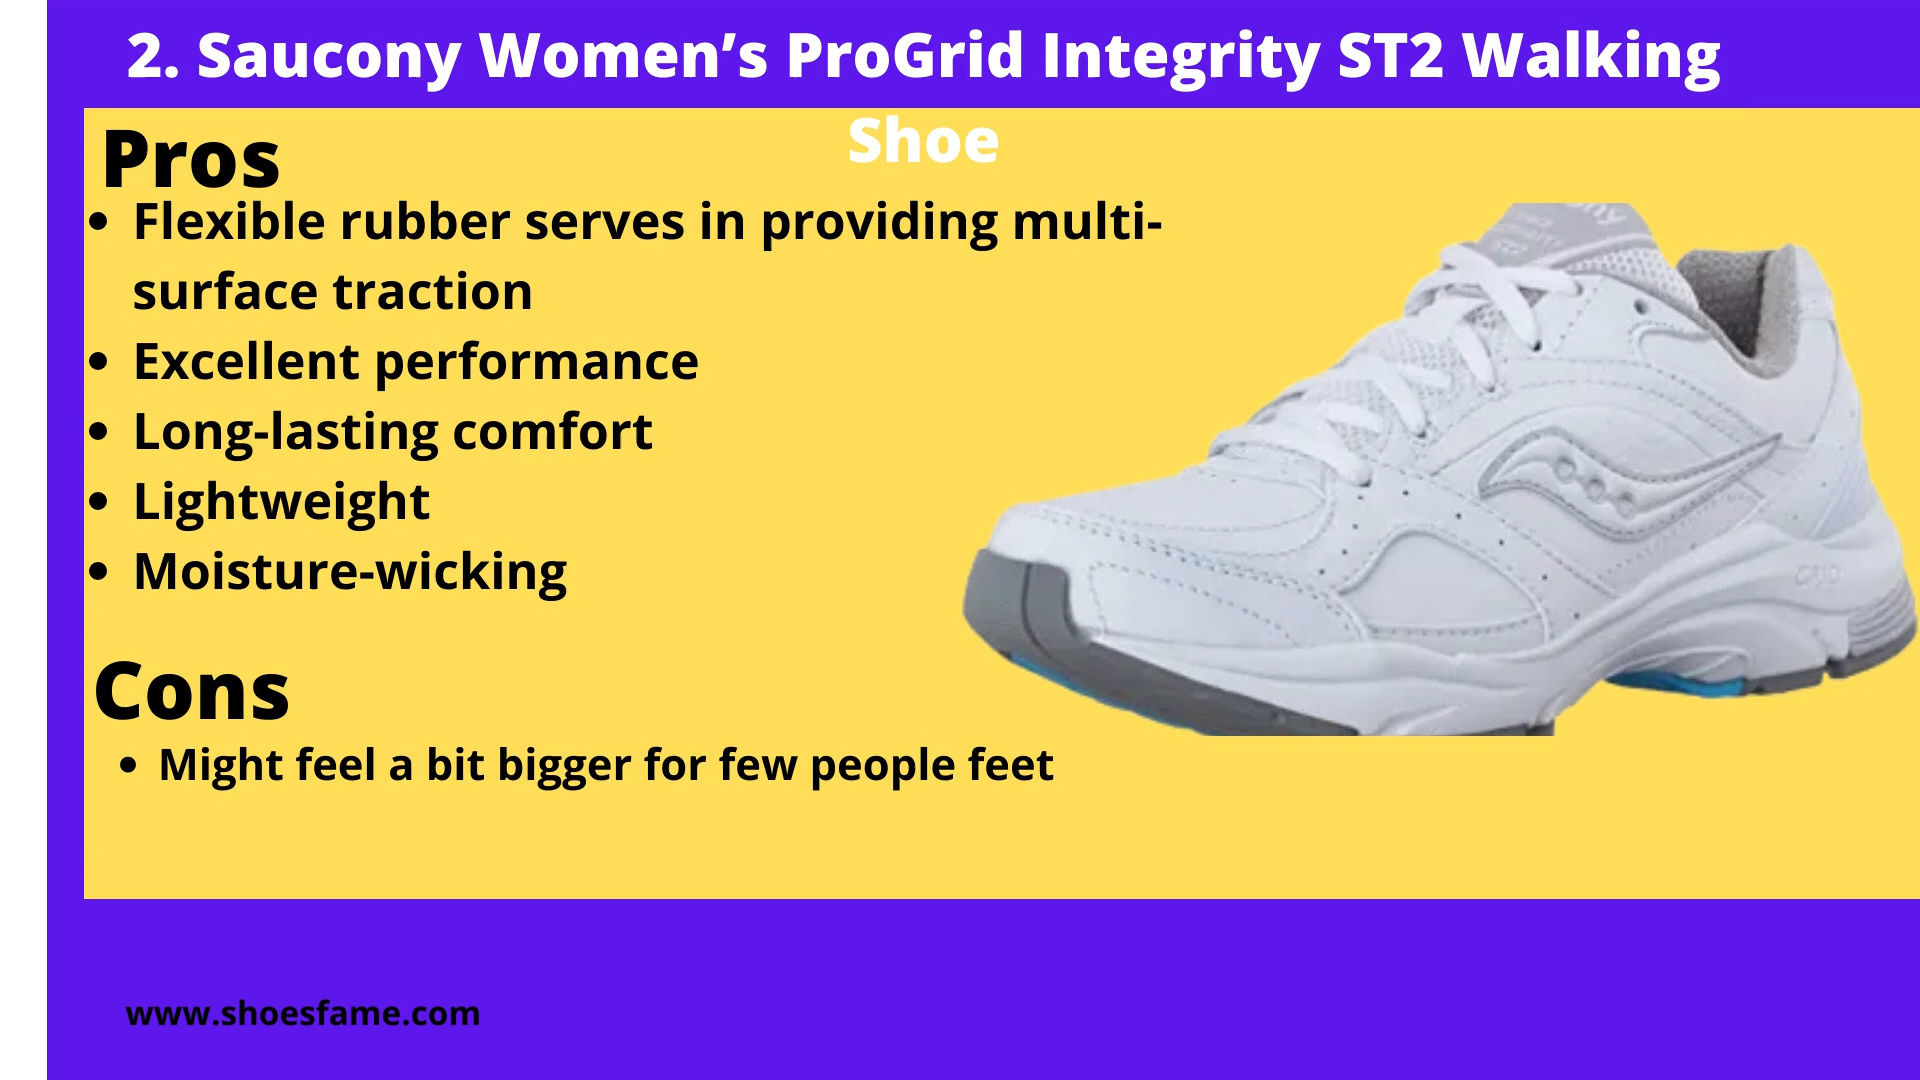 2. Saucony Women’s ProGrid Integrity ST2 Walking
Shoe
Pros
• Flexible rubber serves in providing multi-
surface traction
• Excellent performance
• Long-lasting comfort
• Lightweight
• Moisture-wicking
Cons
• Might feel a bit bigger for few people feet
www.shoesfame.com